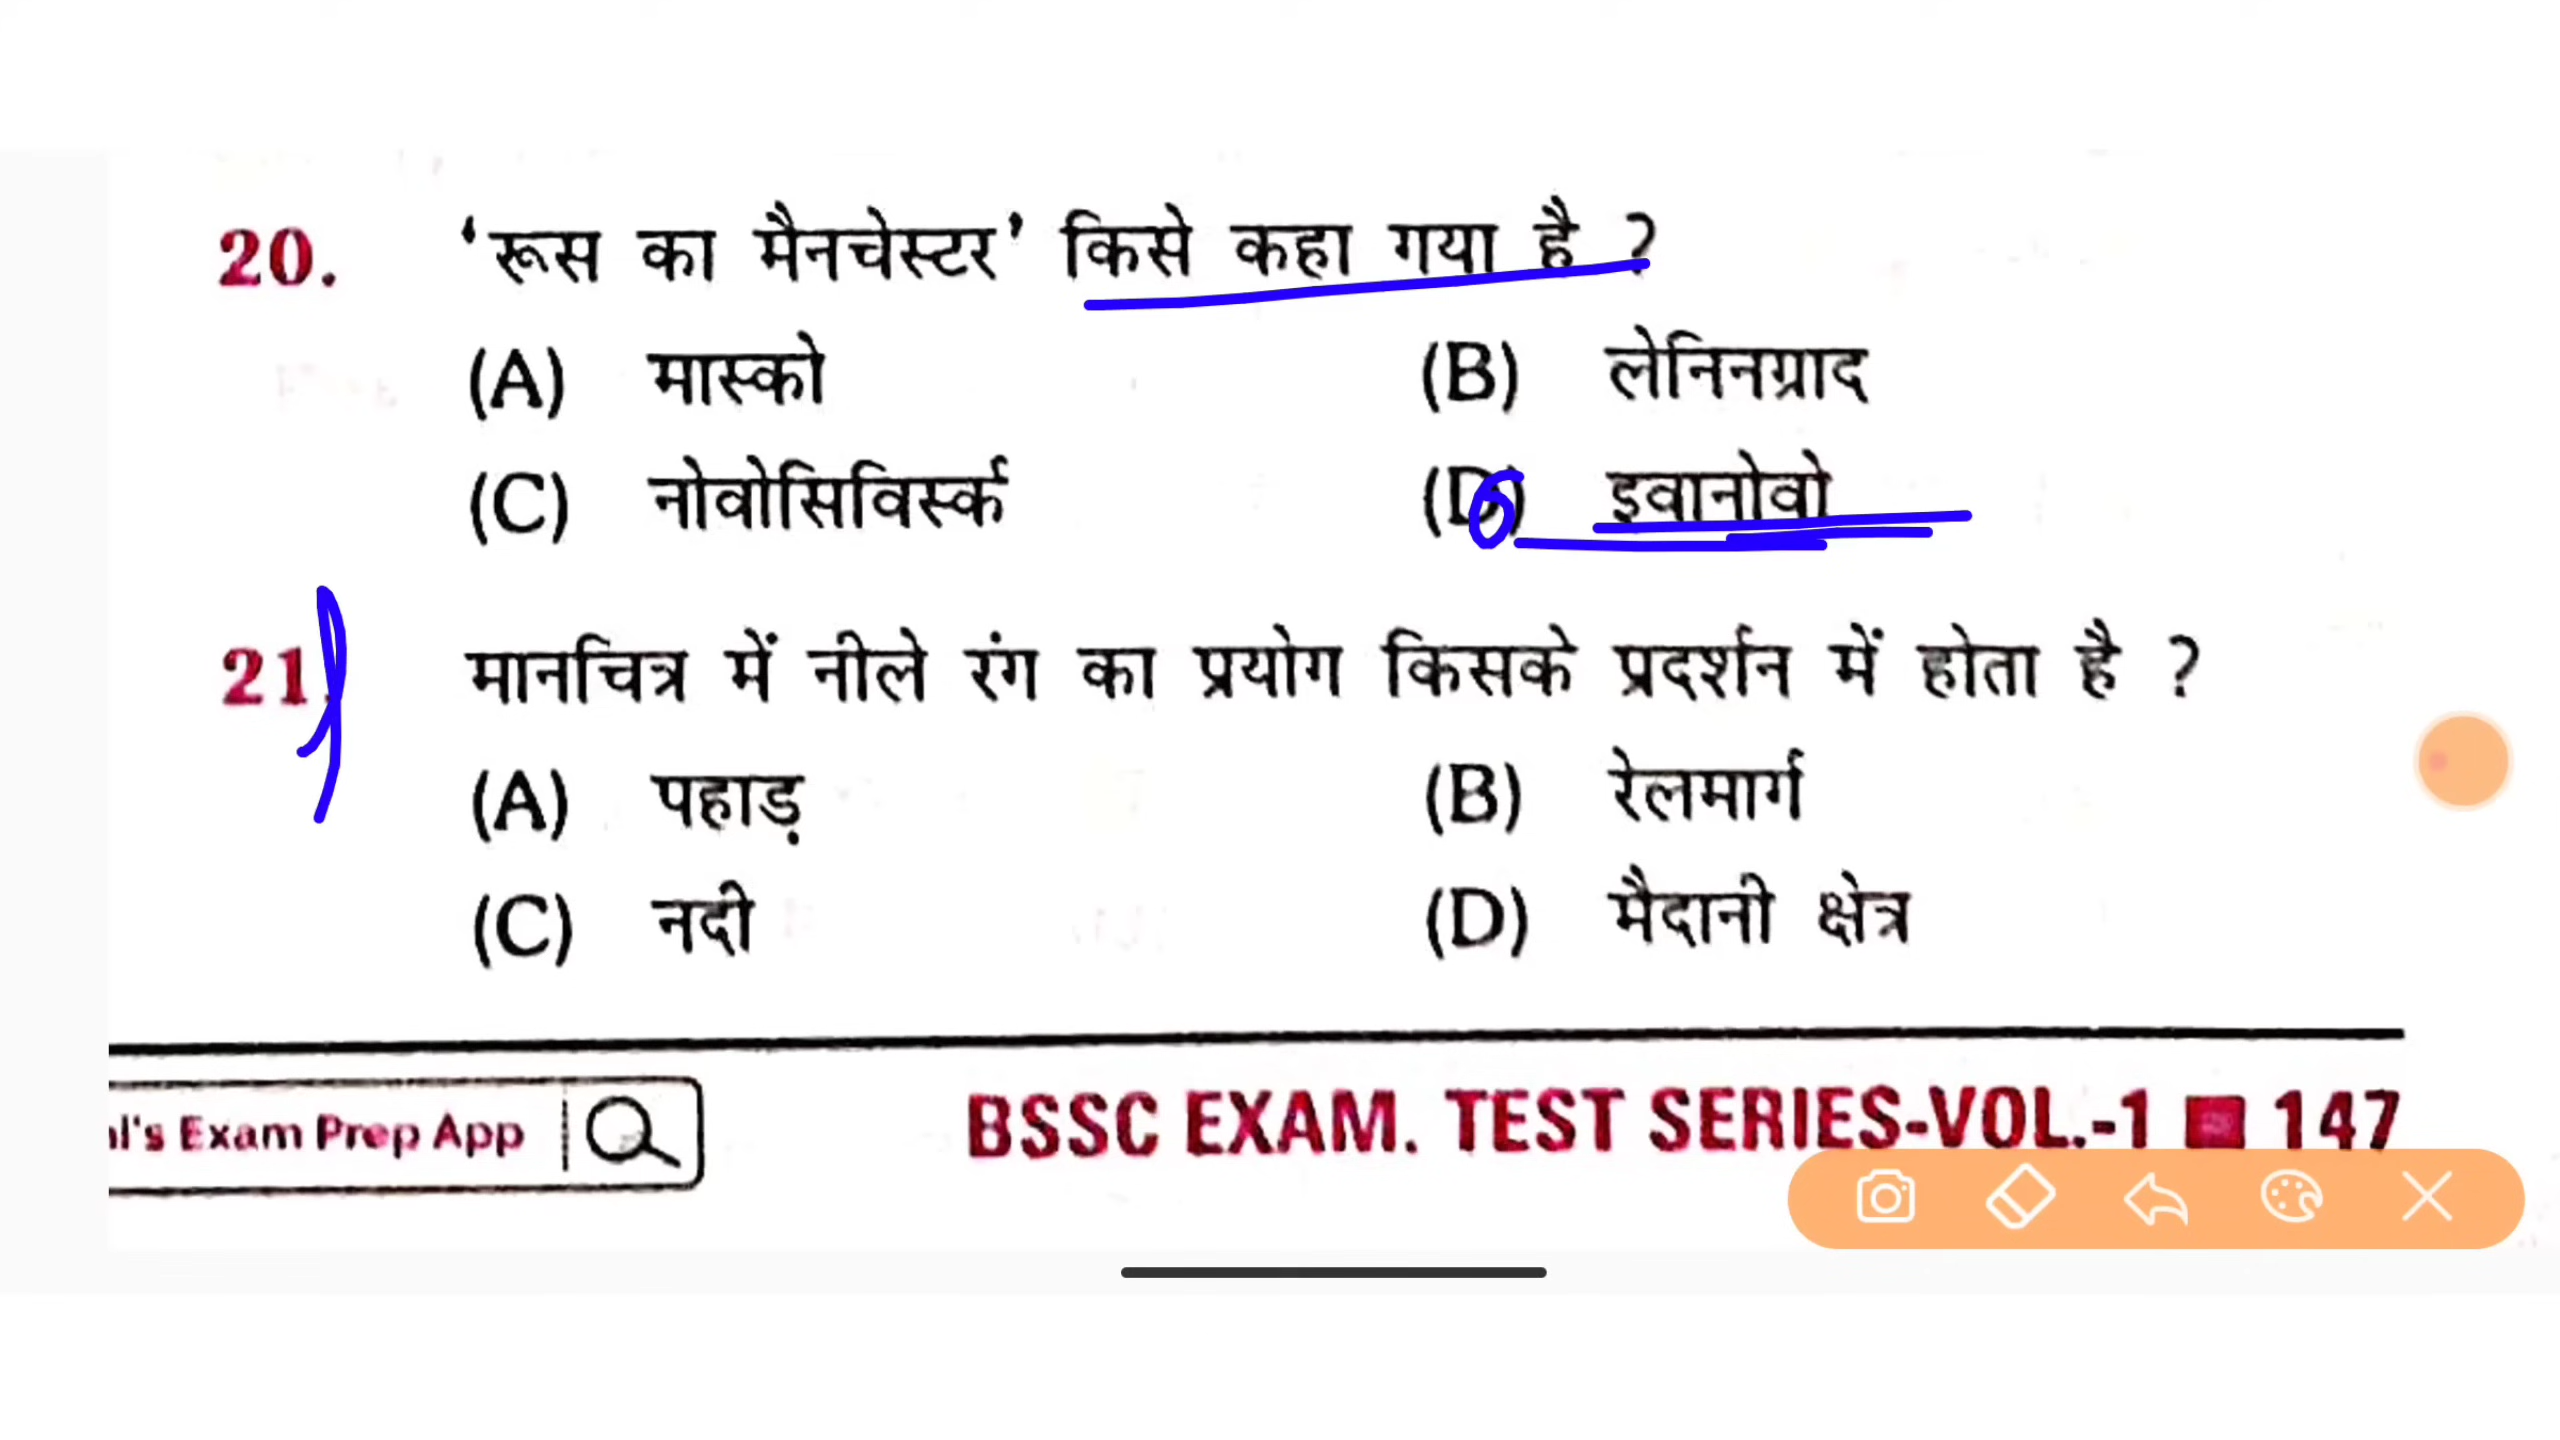 20. ‘रूस का मैनचेस्टर’ किसे कहा गया है ?
(A) मास्को (B) लेनिनग्राद
(C) नोवोसिविर्स्क (D) इवानोवो
21. मानचित्र में नीले रंग का प्रयोग किसके प्रदर्शन में होता है ?
(A) पहाड़ (B) रेलमार्ग
(C) नदी (D) मैदानी क्षेत्र
Exam Prep App BSSC EXAM. TEST SERIES-VOL.-1 ■ 147